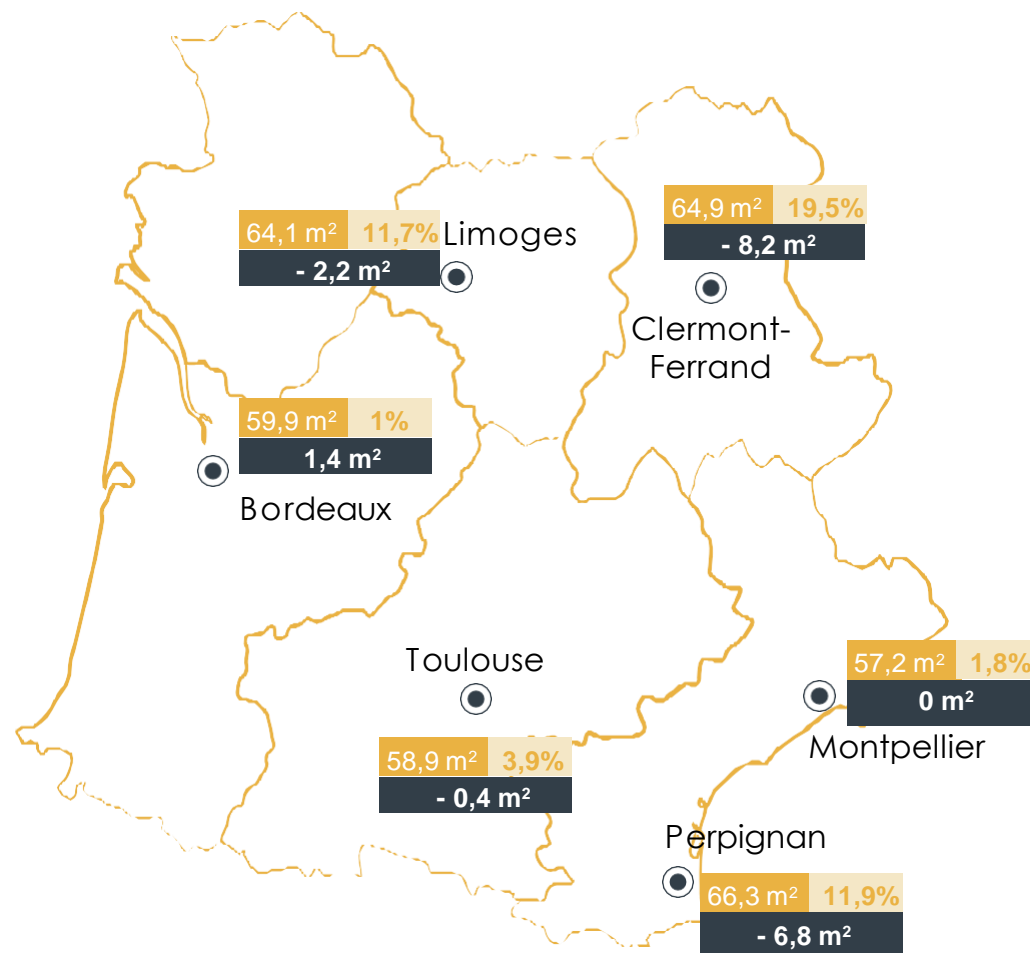 64,1 m² 11,7%
- 2,2 m²
Limoges
64,9 m² 19,5%
- 8,2 m²
Clermont-
Ferrand
59,9 m² 1%
1,4 m²
Bordeaux
Toulouse
58,9 m² 3,9%
- 0,4 m²
57,2 m² 1,8%
0 m²
Montpellier
Perpignan
66,3 m² 11,9%
- 6,8 m²